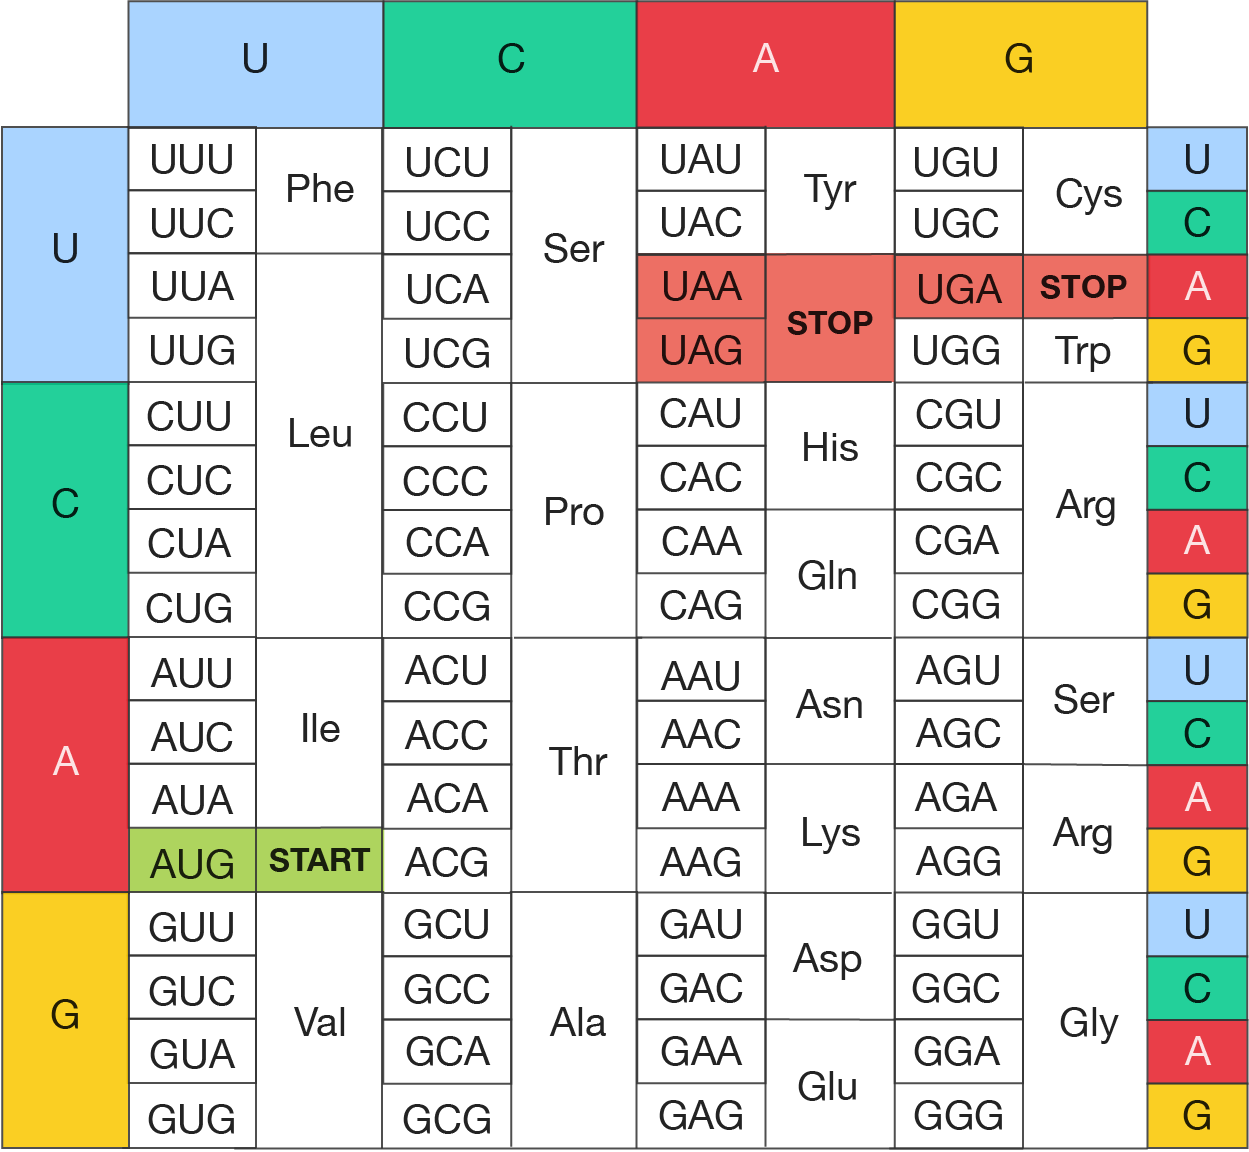 U C A G
UUU Phe UCU Ser UAU Tyr UGU Cys U
UUC UCC UAC UGC C
U UUA Leu UCA UAA STOP UGA STOP A
UUG UCG UAG UGG Trp G
CUU CCU Pro CAU His CGU Arg U
CUC CCC CAC CGC C
C CUA CCA CAA Gln CGA A
CUG CCG CAG CGG G
AUU Ile ACU Thr AAU Asn AGU Ser U
AUC ACC AAC AGC C
A AUA ACA AAA Lys AGA Arg A
AUG START ACG AAG AGG G
GUU Val GCU Ala GAU Asp GGU Gly U
GUC GCC GAC GGC C
G GUA GCA GAA Glu GGA A
GUG GCG GAG GGG G